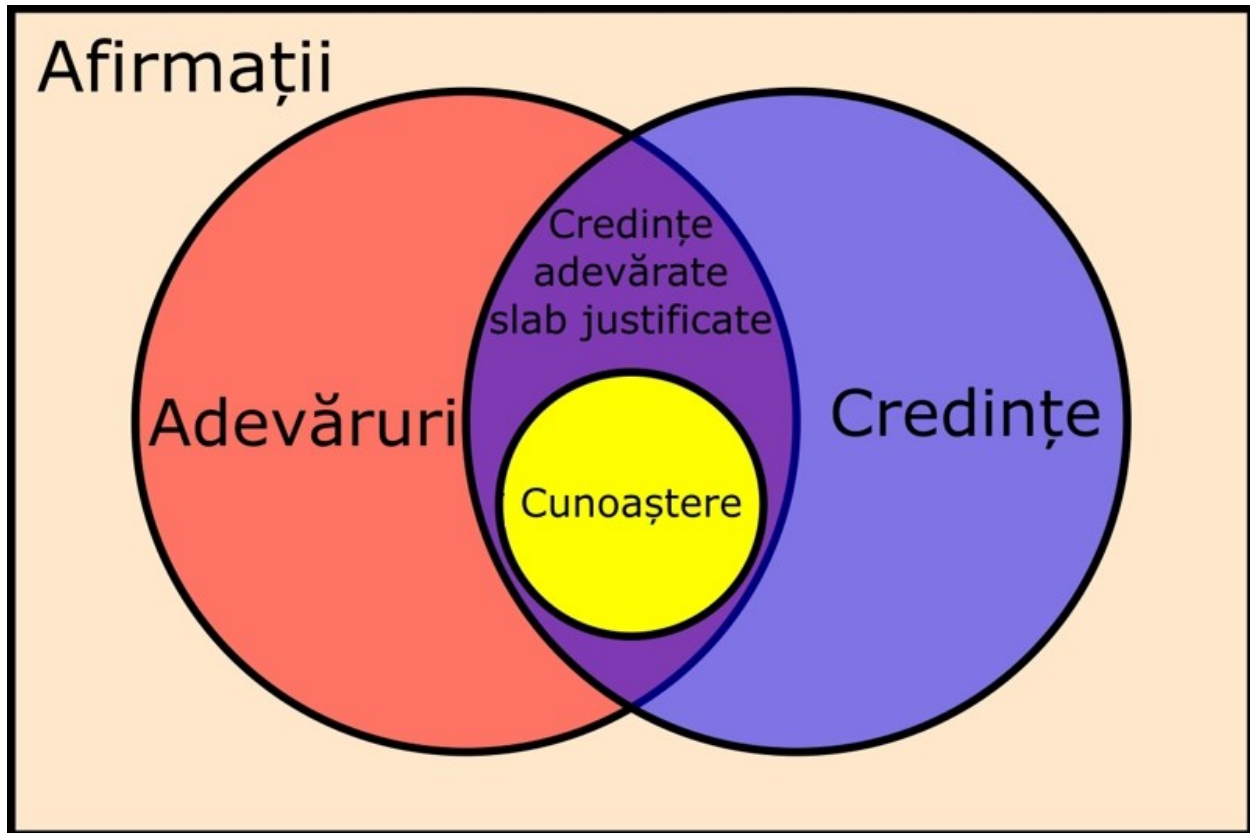 Afirmații
Credințe
adevărate
slab justificate
Adevăruri
Credințe
Cunoaștere